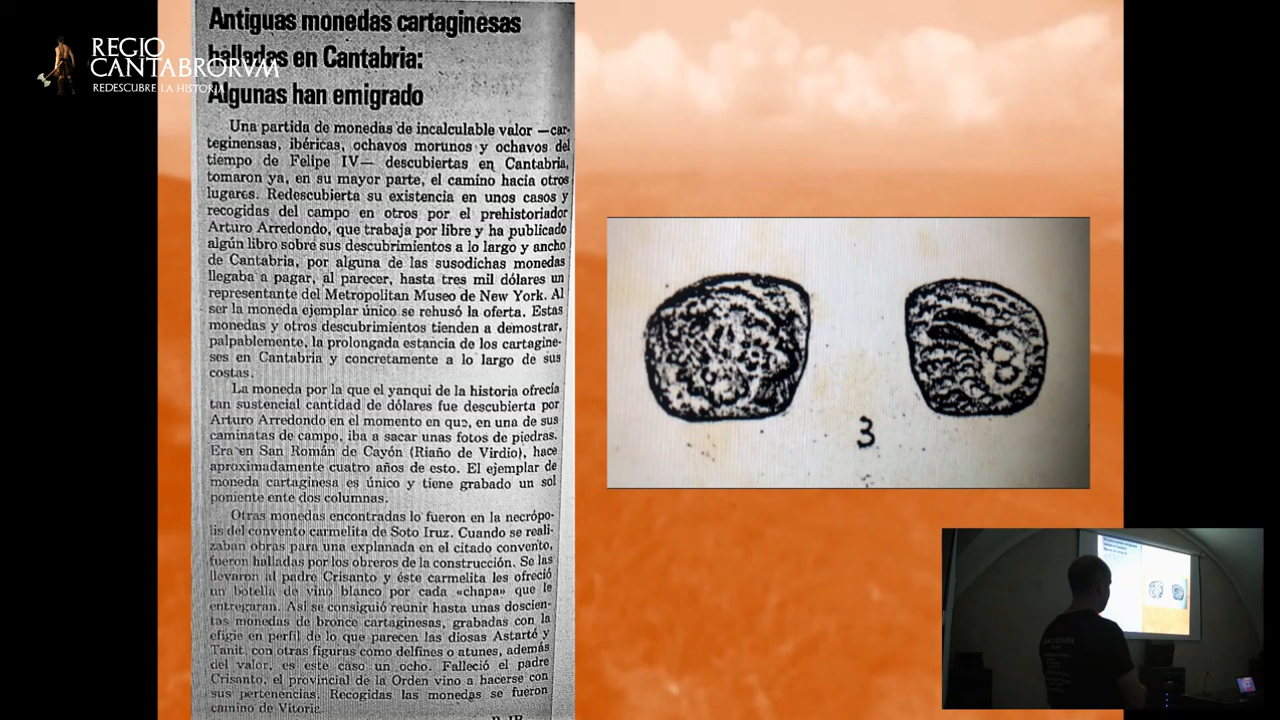 REGIO
CANTABRORVM
REDESCUBRE LA HISTORIA
Antiguas monedas cartaginesas
halladas en Cantabria:
Algunas han emigrado
Una partida de monedas de incalculable valor —car-
teginensas, ibéricas, ochavos morunos y ochavos del
tiempo de Felipe IV— descubiertas en Cantabria,
tomaron ya, en su mayor parte, el camino hacia otros
lugares. Redescubierta su existencia en unos casos y
recogidas del campo en otros por el prehistoriador
Arturo Arredondo, que trabaja por libre y ha publicado
algún libro sobre sus descubrimientos a lo largo y ancho
de Cantabria, por alguna de las susodichas monedas
llegaba a pagar, al parecer, hasta tres mil dólares un
representante del Metropolitan Museo de New York. Al
ser la moneda ejemplar único se rehusó la oferta. Estas
monedas y otros descubrimientos tienden a demostrar,
palpablemente, la prolongada estancia de los cartagine-
ses en Cantabria y concretamente a lo largo de sus
costas.
La moneda por la que el yanqui de la historia ofrecía
tan sustencial cantidad de dólares fue descubierta por
Arturo Arredondo en el momento en que, en una de sus
caminatas de campo, iba a sacar unas fotos de piedras.
Era en San Román de Cayón (Riaño de Virdio), hace
aproximadamente cuatro años de esto. El ejemplar de
moneda cartaginesa es único y tiene grabado un sol
poniente ente dos columnas.
Otras monedas encontradas lo fueron en la necrópo-
lis del convento carmelita de Soto Iruz. Cuando se reali-
zaban obras para una explanada en el citado convento,
fueron halladas por los obreros de la construcción. Se las
llevaron al padre Crisanto y éste carmelita les ofreció
un botella de vino blanco por cada «chapa» que le
entregaran. Así se consiguió reunir hasta unas doscien-
tas monedas de bronce cartaginesas, grabadas con la
efigie en perfil de lo que parecen las diosas Astarté y
Tanit, con otras figuras como delfines o atunes, además
del valor, es este caso un ocho. Falleció el padre
Crisanto, el provincial de la Orden vino a hacerse con
sus pertenencias. Recogidas las monedas se fueron
camino de Vitoria.
3